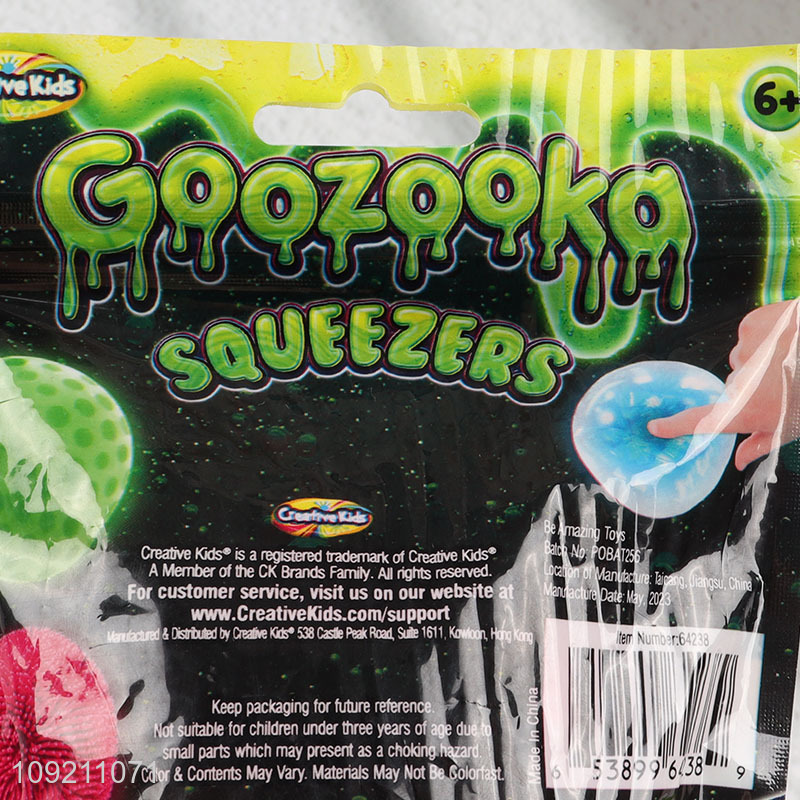 Creative Kids
6+
Goozooka
SQUEEZERS
Creative Kids
Creative Kids® is a registered trademark of Creative Kids®
A Member of the CK Brands Family. All rights reserved.
For customer service, visit us on our website at
www.CreativeKids.com/support
Manufactured & Distributed by Creative Kids® 538 Castle Peak Road, Suite 1611, Kowloon, Hong Kong
Be Amazing Toys
Batch No: POBAT256
Location of Manufacture: Taicang, Jiangsu, China
Manufacture Date: May, 2023
Item Number:64238
Made in China
6 53899 6 38 9
Keep packaging for future reference.
Not suitable for children under three years of age due to
small parts which may present as a choking hazard.
Color & Contents May Vary. Materials May Not Be Colorfast.
10921107